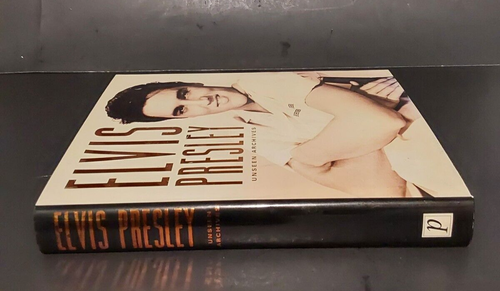 ELVIS
PRESLEY
UNSEEN ARCHIVES
ELVIS PRESLEY
UNSEEN
ARCHIVES
p